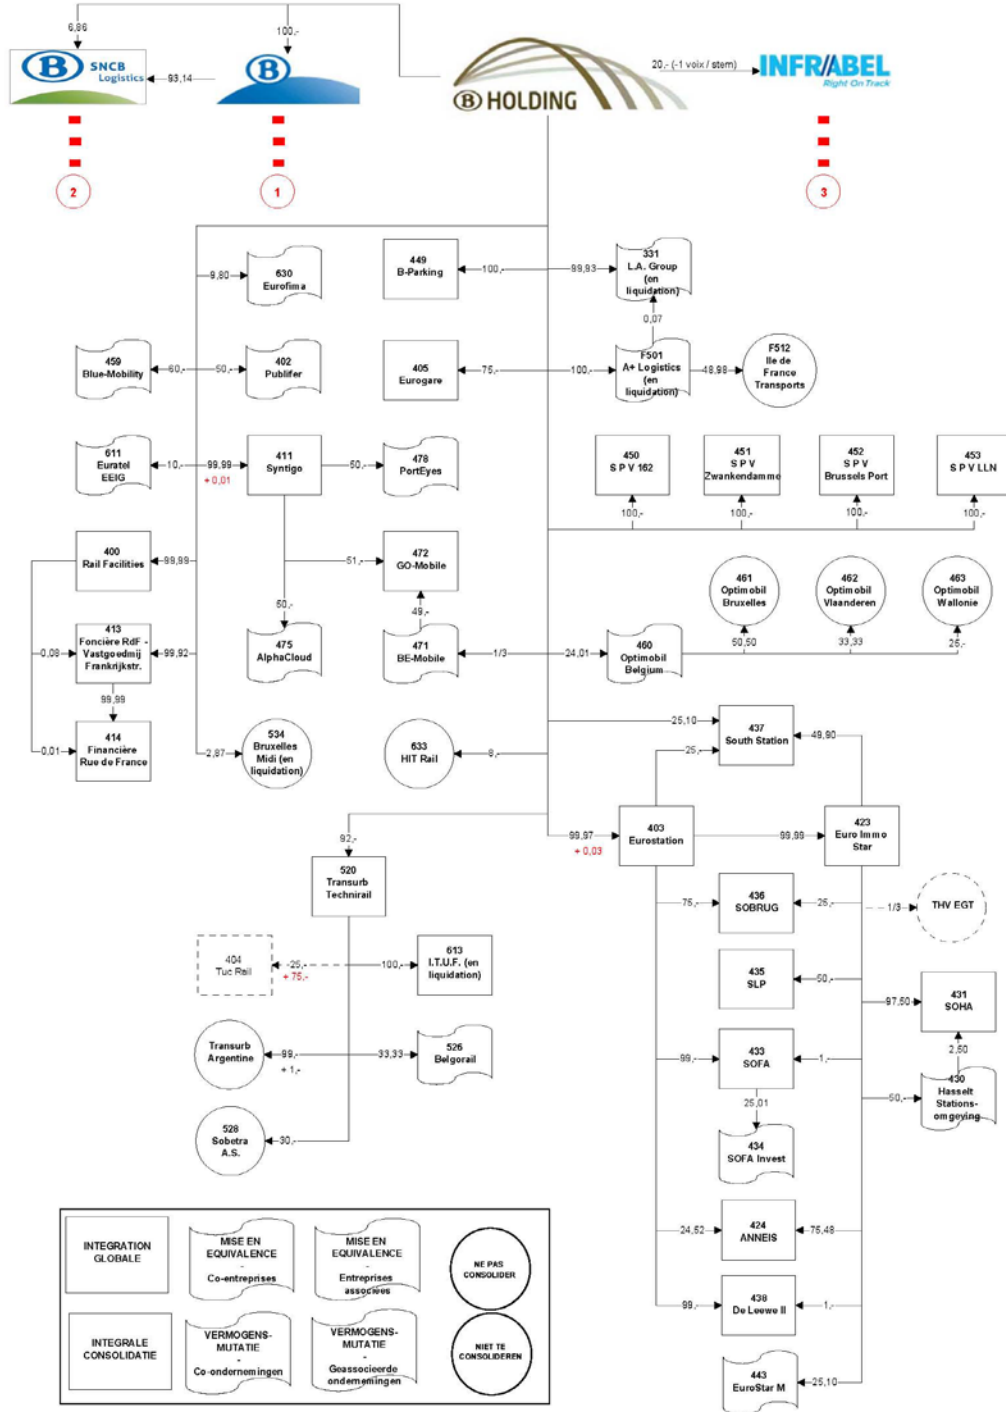 6,86
100,-
B
SNCB
Logistics
93,14
B
B HOLDING
20,- (-1 voix / stem)
INFRABEL
Right On Track
2
1
3
9,80
630
Eurofima
449
B-Parking
100,-
99,93
331
L.A. Group
(en
liquidation)
0,07
459
Blue-Mobility
60,-
50,-
402
Publifer
405
Eurogare
75,-
100,-
F501
A+ Logistics
(en
liquidation)
48,98
F512
Ile de
France
Transports
611
Euratel
EEIG
10,-
99,99
+ 0,01
411
Syntigo
50,-
478
PortEyes
450
S P V 162
451
S P V
Zwankendamme
452
S P V
Brussels Port
453
S P V LLN
100,-
100,-
100,-
100,-
400
Rail Facilities
99,99
51,-
472
GO-Mobile
461
Optimobil
Bruxelles
462
Optimobil
Vlaanderen
463
Optimobil
Wallonie
50,-
49,-
50,50
33,33
25,-
413
Foncière RdF -
Vastgoedmij
Frankrijkstr.
0,08
99,92
475
AlphaCloud
471
BE-Mobile
1/3
24,01
460
Optimobil
Belgium
99,99
414
Financière
Rue de France
0,01
2,87
534
Bruxelles
Midi (en
liquidation)
633
HIT Rail
8,-
25,10
437
South Station
49,90
25,-
99,97
+ 0,03
403
Eurostation
99,99
423
Euro Immo
Star
92,-
520
Transurb
Technirail
75,-
436
SOBRUG
25,-
1/3
THV EGT
404
Tuc Rail
25,-
+ 75,-
100,-
613
I.T.U.F. (en
liquidation)
435
SLP
50,-
97,50
431
SOHA
2,50
Transurb
Argentine
99,-
+ 1,-
33,33
526
Belgorail
99,-
433
SOFA
1,-
25,01
50,-
430
Hasselt
Stations-
omgeving
528
Sobetra
A.S.
30,-
434
SOFA Invest
24,52
424
ANNEIS
75,48
99,-
438
De Leewe II
1,-
443
EuroStar M
25,10
INTEGRATION
GLOBALE
MISE EN
EQUIVALENCE
-
Co-entreprises
MISE EN
EQUIVALENCE
-
Entreprises
associées
NE PAS
CONSOLIDER
INTEGRALE
CONSOLIDATIE
VERMOGENS-
MUTATIE
-
Co-ondernemingen
VERMOGENS-
MUTATIE
-
Geassocieerde
ondernemingen
NIET TE
CONSOLIDEREN